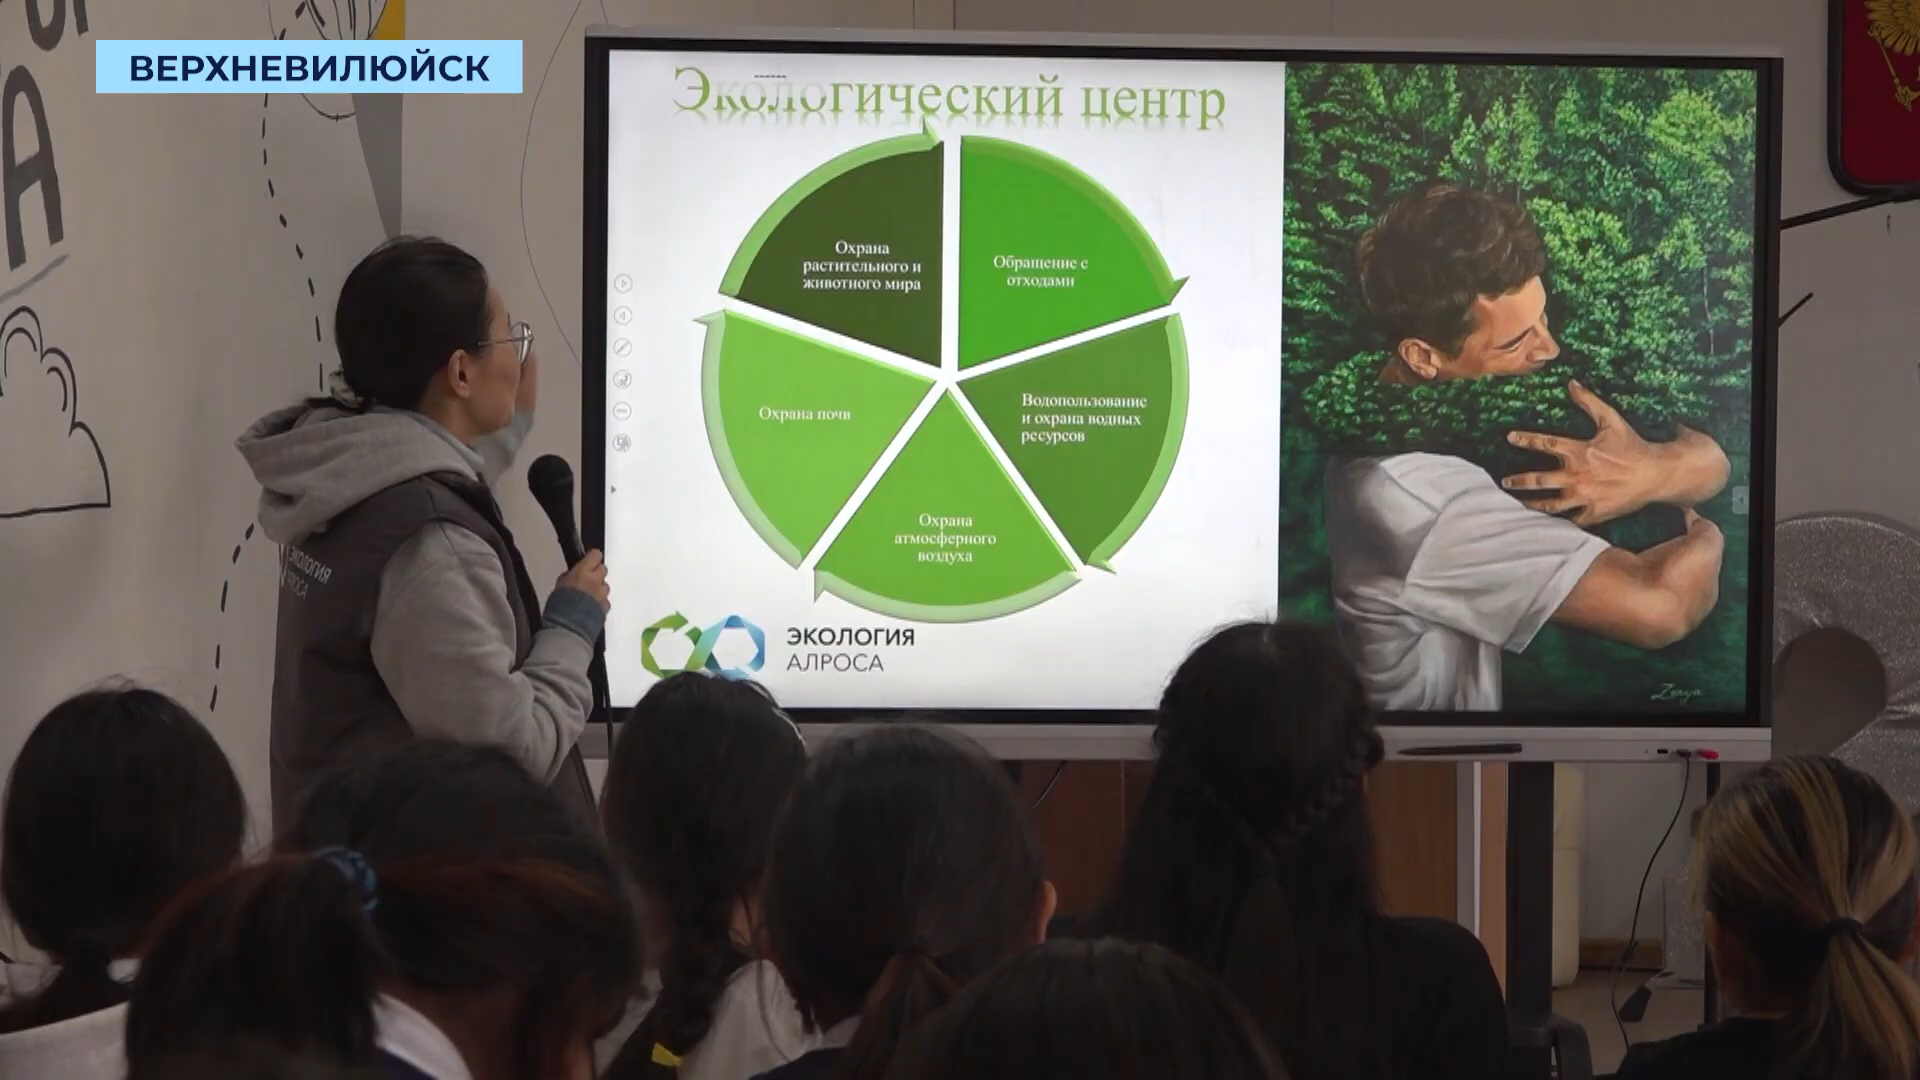 ВЕРХНЕВИЛЮЙСК
Экологический центр
Охрана
растительного и
животного мира
Обращение с
отходами
Охрана почв
Водопользование
и охрана водных
ресурсов
Охрана
атмосферного
воздуха
ЭКОЛОГИЯ
АЛРОСА
ЭКОЛОГИЯ
АЛРОСА
Zenya